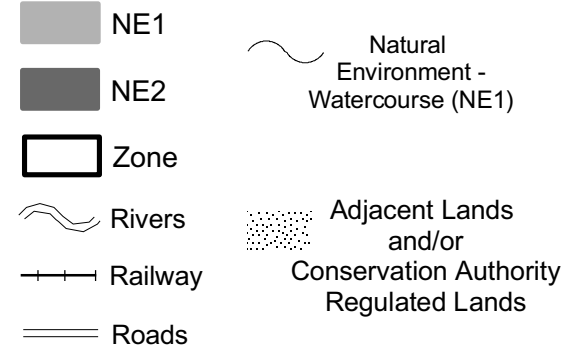 NE1
NE2
Zone
Rivers
Railway
Roads
Natural
Environment -
Watercourse (NE1)
Adjacent Lands
and/or
Conservation Authority
Regulated Lands